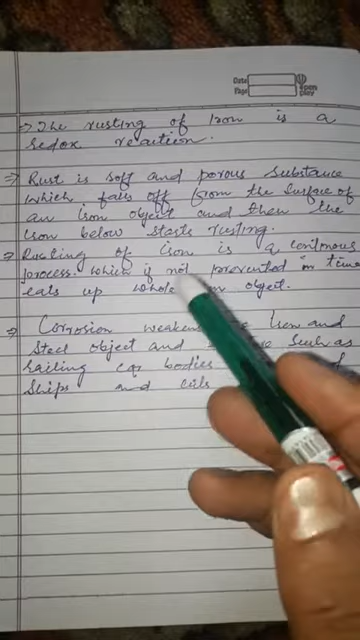 Date
Page
=> The rusting of Iron is a
redox reaction.
=> Rust is soft and porous substance
which falls off from the surface of
an iron object and then the
iron below starts rusting.
=> Rusting of iron is a continous
process which if not prevented in time
eats up whole object.
=> Corrosion weakens Iron and
steel object and such as
railing car bodies
ships and